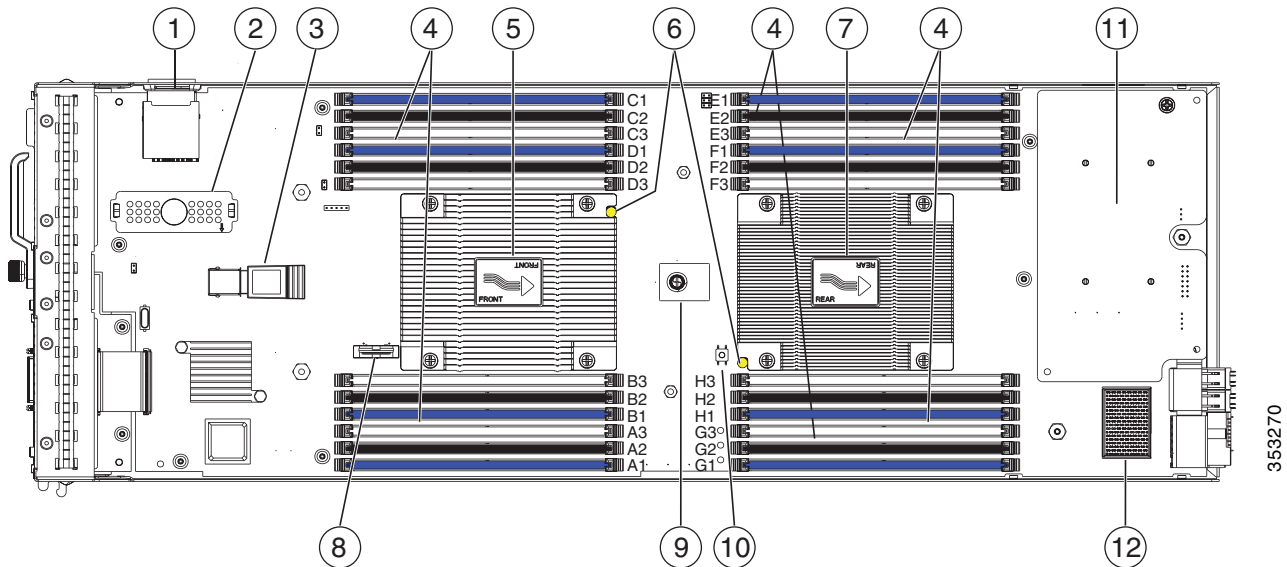 1 2 3 4 5 6 4 7 4 11
C1 E1
C2 E2
C3 E3
D1 F1
D2 F2
D3 F3
FRONT REAR
FRONT REAR
B3 H3
B2 H2
B1 H1
A3 G3
A2 G2
A1 G1
8 9 10 12
353270